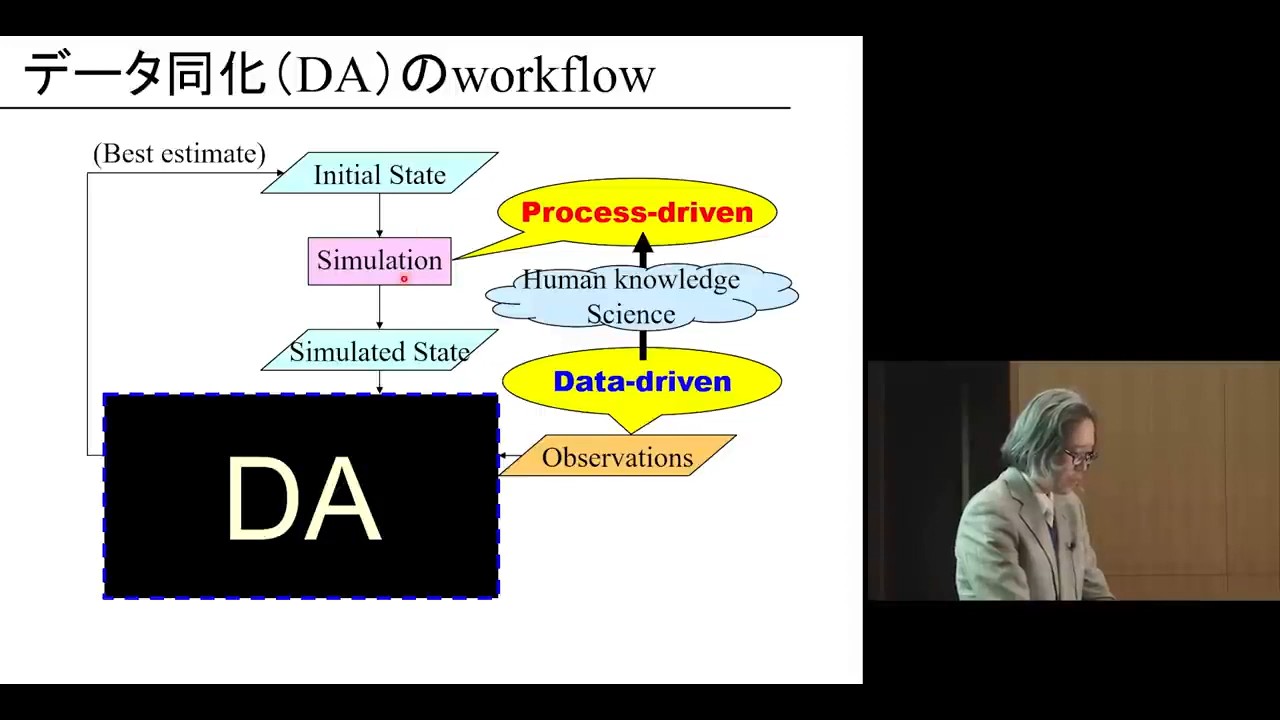 データ同化（DA）のworkflow
(Best estimate)
Initial State
Process-driven
Simulation
Human knowledge
Science
Simulated State
Data-driven
Observations
DA